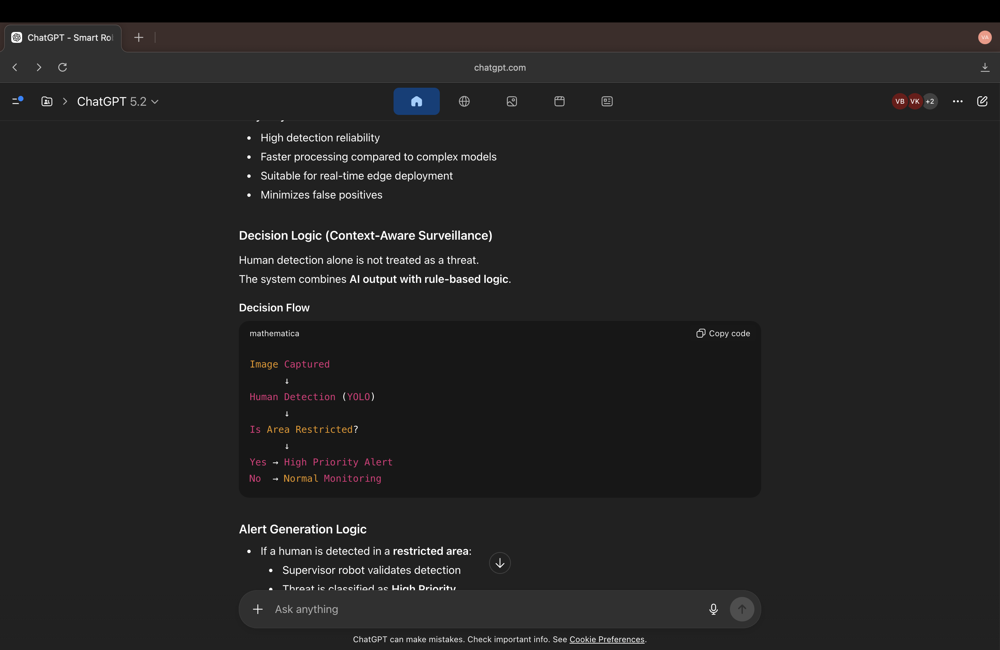 ChatGPT - Smart Ro
VA
chatgpt.com
ChatGPT 5.2
VB VK +2
• High detection reliability
• Faster processing compared to complex models
• Suitable for real-time edge deployment
• Minimizes false positives
Decision Logic (Context-Aware Surveillance)
Human detection alone is not treated as a threat.
The system combines AI output with rule-based logic.
Decision Flow
mathematica
Copy code
Image Captured
↓
Human Detection (YOLO)
↓
Is Area Restricted?
↓
Yes → High Priority Alert
No → Normal Monitoring
Alert Generation Logic
• If a human is detected in a restricted area:
• Supervisor robot validates detection
• Threat is classified as High Priority
Ask anything
ChatGPT can make mistakes. Check important info. See Cookie Preferences.